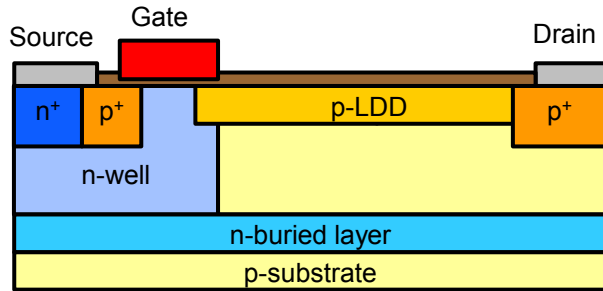 Gate
Source
Drain
n⁺
p⁺
p-LDD
p⁺
n-well
n-buried layer
p-substrate